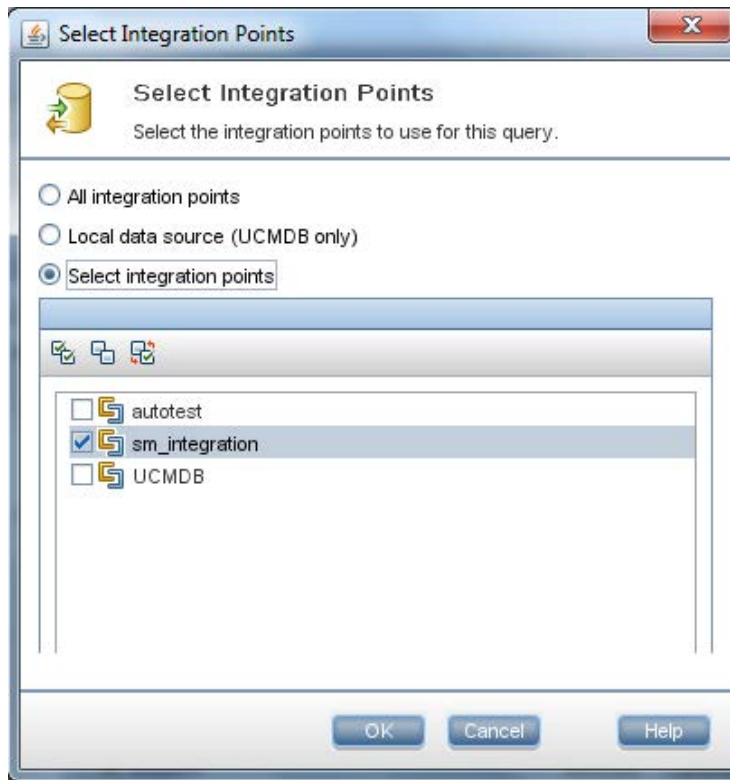 Select Integration Points
Select Integration Points
Select the integration points to use for this query.
All integration points
Local data source (UCMDB only)
Select integration points
autotest
sm_integration
UCMDB
OK Cancel Help